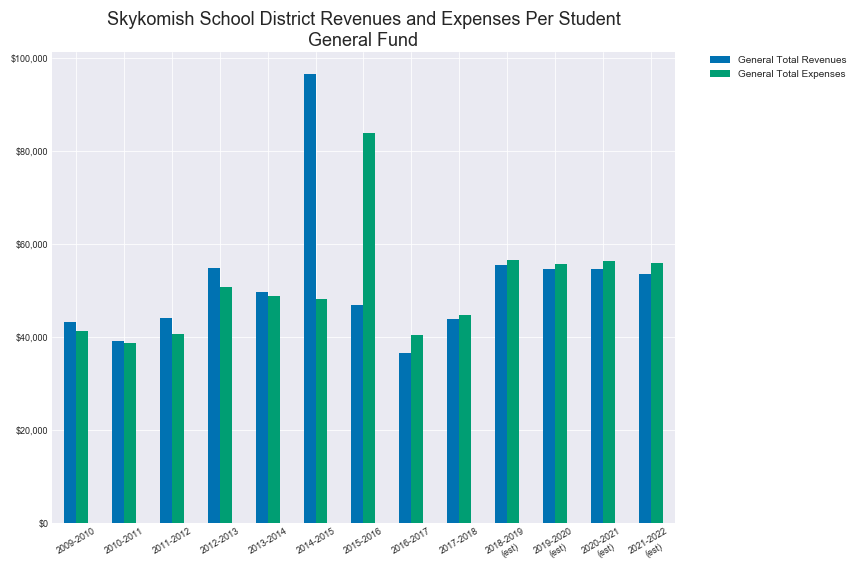 Skykomish School District Revenues and Expenses Per Student
General Fund
General Total Revenues
General Total Expenses
$100,000
$80,000
$60,000
$40,000
$20,000
$0
2009-2010
2010-2011
2011-2012
2012-2013
2013-2014
2014-2015
2015-2016
2016-2017
2017-2018
2018-2019
(est)
2019-2020
(est)
2020-2021
(est)
2021-2022
(est)